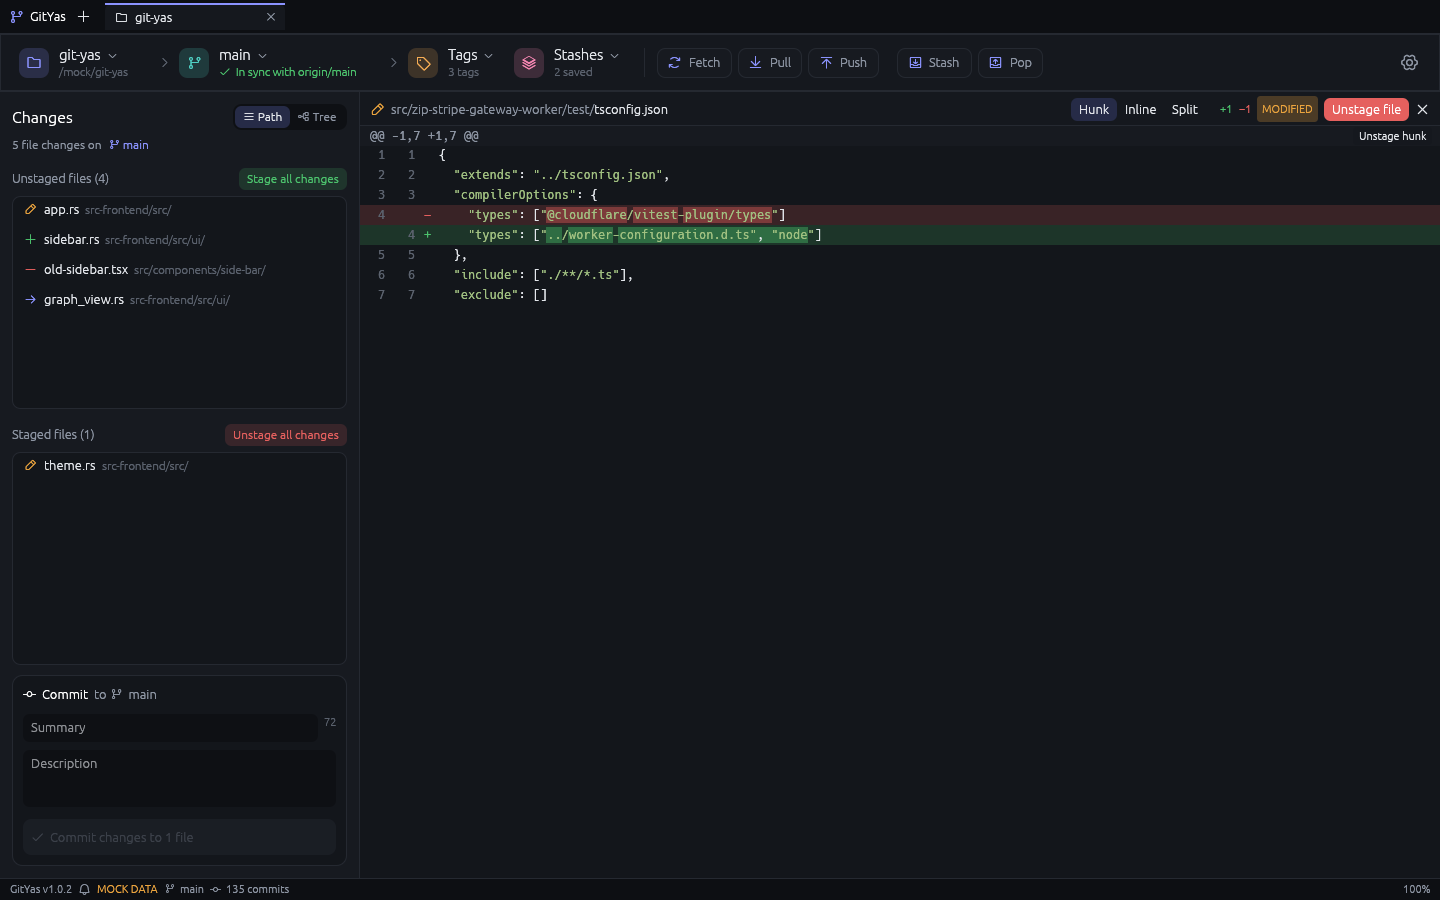 GitYas
git-yas
git-yas
/mock/git-yas
main
In sync with origin/main
Tags
3 tags
Stashes
2 saved
Fetch
Pull
Push
Stash
Pop
Changes
Path
Tree
5 file changes on main
Unstaged files (4)
Stage all changes
app.rs src-frontend/src/
sidebar.rs src-frontend/src/ui/
old-sidebar.tsx src/components/side-bar/
graph_view.rs src-frontend/src/ui/
Staged files (1)
Unstage all changes
theme.rs src-frontend/src/
Commit to main
Summary
72
Description
Commit changes to 1 file
src/zip-stripe-gateway-worker/test/tsconfig.json
Hunk
Inline
Split
+1 −1
MODIFIED
Unstage file
@@ -1,7 +1,7 @@
Unstage hunk
1 1 {
2 2 "extends": "../tsconfig.json",
3 3 "compilerOptions": {
4 − "types": ["@cloudflare/vitest-plugin/types"]
4 + "types": ["../worker-configuration.d.ts", "node"]
5 5 },
6 6 "include": ["./**/*.ts"],
7 7 "exclude": []
GitYas v1.0.2
MOCK DATA
main
135 commits
100%